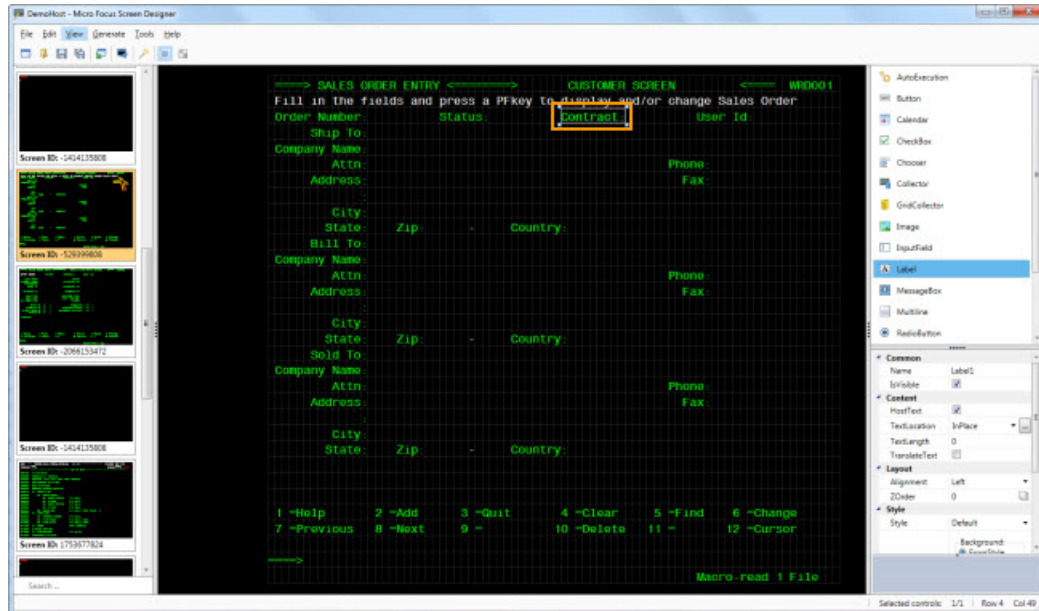 DemoHost - Micro Focus Screen Designer
File Edit View Generate Tools Help
Screen ID: -1414135808
Screen ID: -529399808
Screen ID: -2066153472
Screen ID: -1414135808
Screen ID: 1753677824
Search ...
====> SALES ORDER ENTRY <========> CUSTOMER SCREEN <==== WRD001
Fill in the fields and press a PFkey to display and/or change Sales Order
Order Number: Status: Contract: User Id:
Ship To:
Company Name:
Attn: Phone:
Address: Fax:
:
City:
State: Zip: - Country:
Bill To:
Company Name:
Attn: Phone:
Address: Fax:
:
City:
State: Zip: - Country:
Sold To:
Company Name:
Attn: Phone:
Address: Fax:
:
City:
State: Zip: - Country:
1 =Help 2 =Add 3 =Quit 4 =Clear 5 =Find 6 =Change
7 =Previous 8 =Next 9 = 10 =Delete 11 = 12 =Cursor
====>
Macro-read 1 File
AutoExecution
Button
Calendar
CheckBox
Chooser
Collector
GridCollector
Image
InputField
Label
MessageBox
Multiline
RadioButton
Common
Name Label1
IsVisible
Content
HostText
TextLocation InPlace ...
TextLength 0
TranslateText
Layout
Alignment Left
ZOrder 0
Style
Style Default
Background:
Selected controls: 1/1 Row 4 Col 49